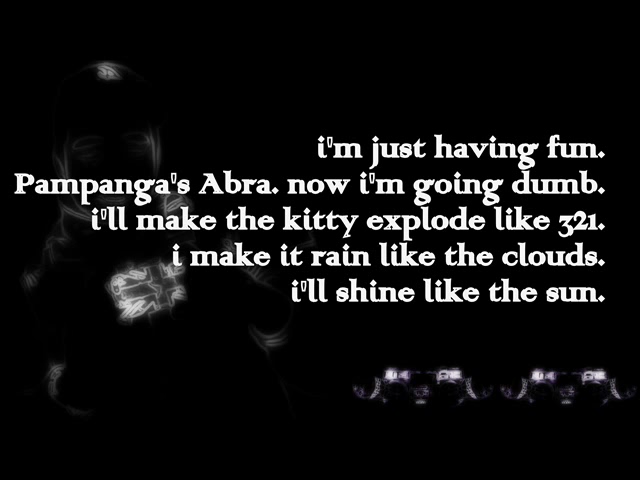 i'm just having fun.
Pampanga's Abra. now i'm going dumb.
i'll make the kitty explode like 321.
i make it rain like the clouds.
i'll shine like the sun.